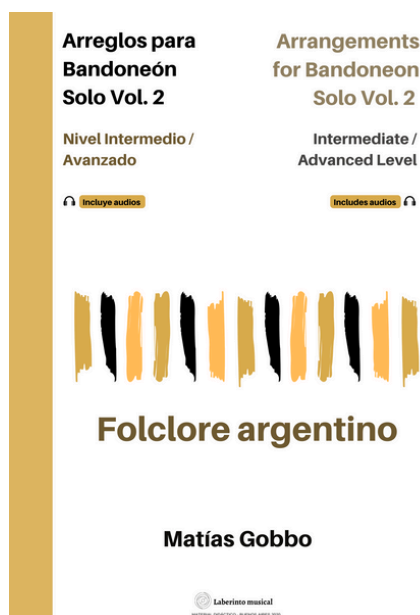 Arreglos para
Bandoneón
Solo Vol. 2
Arrangements
for Bandoneon
Solo Vol. 2
Nivel Intermedio /
Avanzado
Intermediate /
Advanced Level
Incluye audios
Includes audios
Folclore argentino
Matías Gobbo
Laberinto musical